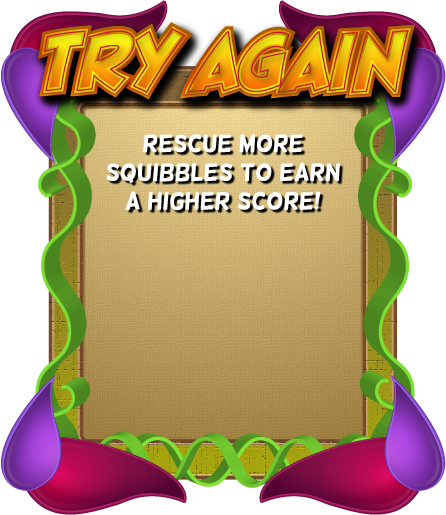 TRY AGAIN
RESCUE MORE
SQUIBBLES TO EARN
A HIGHER SCORE!